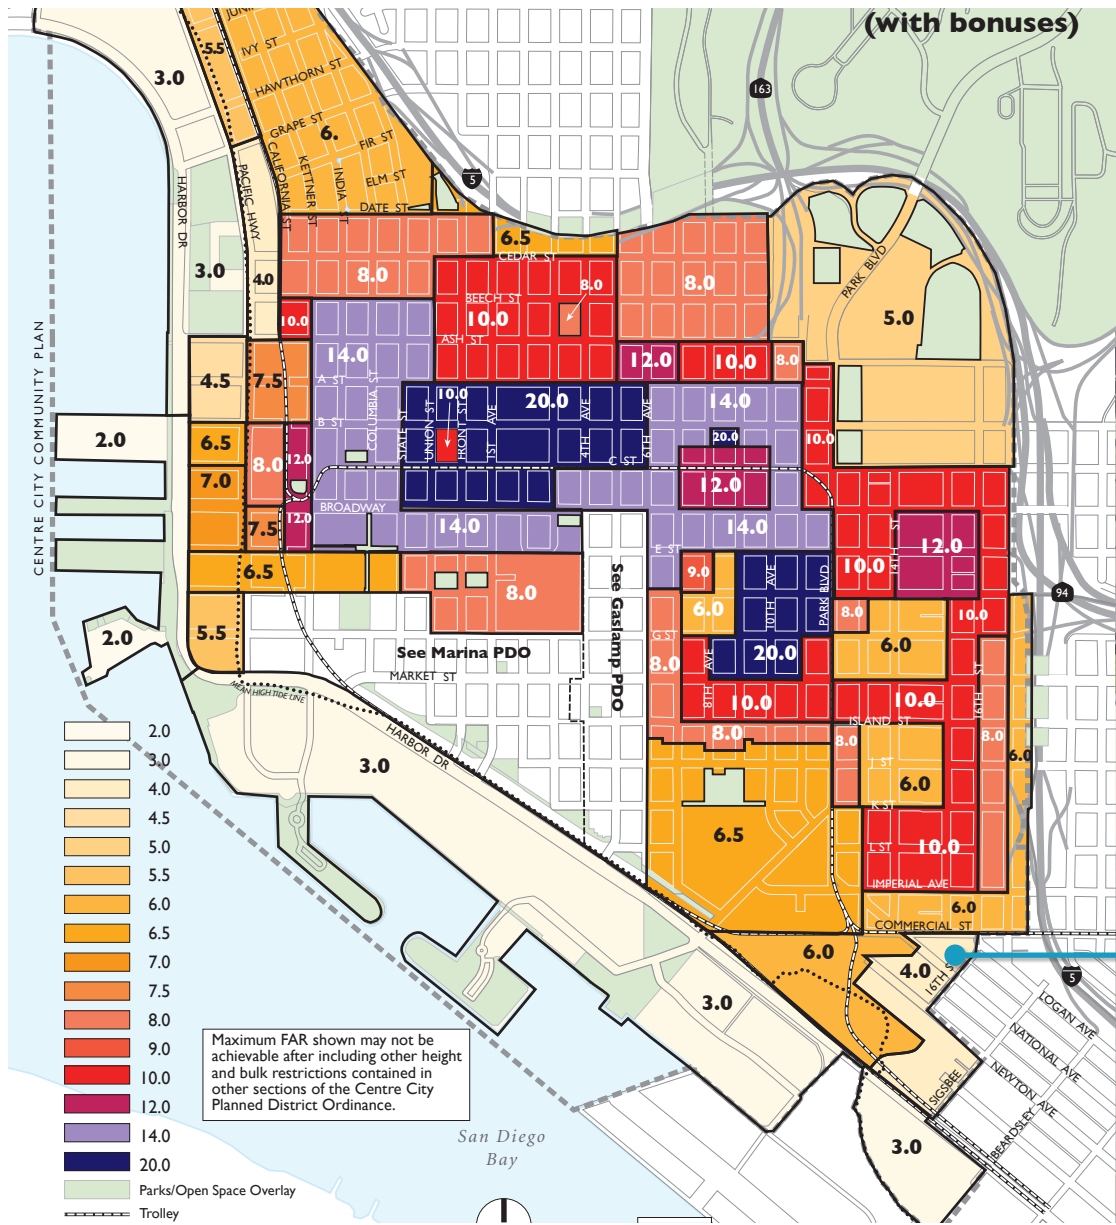 (with bonuses)
JUNI
5.5
IVY ST
3.0
HAWTHORN ST
163
GRAPE ST
6.
FIR ST
CALIFORNIA ST
KETTNER ST
INDIA ST
ELM ST
5
PACIFIC HWY
HARBOR DR
DATE ST
6.5
CEDAR ST
PARK BLVD
3.0
4.0
8.0
8.0
8.0
BEECH ST
10.0
10.0
5.0
ASH ST
14.0
12.0
10.0
8.0
4.5
7.5
A ST
COLUMBIA ST
10.0
20.0
14.0
STATE ST
UNION ST
FRONT ST
1ST AVE
4TH AVE
6TH AVE
B ST
20.0
10.0
2.0
6.5
8.0
12.0
C ST
7.0
12.0
BROADWAY
7.5
12.0
14.0
14.0
14TH ST
12.0
CENTRE CITY COMMUNITY PLAN
E ST
6.5
8.0
See Gaslamp PDO
9.0
10TH AVE
PARK BLVD
10.0
94
6.0
8.0
10.0
2.0
5.5
G ST
6.0
See Marina PDO
8.0
8TH AVE
20.0
16TH ST
MARKET ST
MEAN HIGH TIDE LINE
10.0
10.0
ISLAND ST
HARBOR DR
8.0
8.0
8.0
6.0
3.0
J ST
6.0
K ST
6.5
L ST
10.0
IMPERIAL AVE
6.0
COMMERCIAL ST
6.0
4.0
16TH S
5
3.0
LOGAN AVE
NATIONAL AVE
NEWTON AVE
SIGSBEE
BEARDSLEY
3.0
2.0
3.0
4.0
4.5
5.0
5.5
6.0
6.5
7.0
7.5
8.0
9.0
10.0
12.0
14.0
20.0
Parks/Open Space Overlay
Trolley
Maximum FAR shown may not be
achievable after including other height
and bulk restrictions contained in
other sections of the Centre City
Planned District Ordinance.
San Diego
Bay